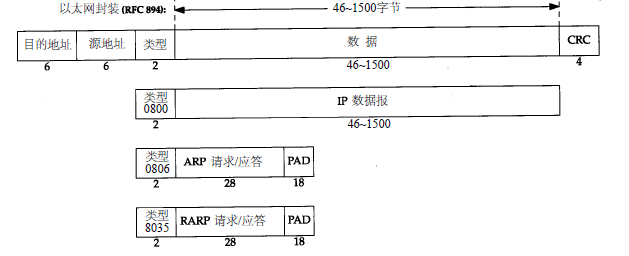 以太网封装 (RFC 894): 46~1500字节
目的地址 源地址 类型 数 据 CRC
6 6 2 46~1500 4
类型 0800 IP 数据报
2 46~1500
类型 0806 ARP 请求/应答 PAD
2 28 18
类型 8035 RARP 请求/应答 PAD
2 28 18